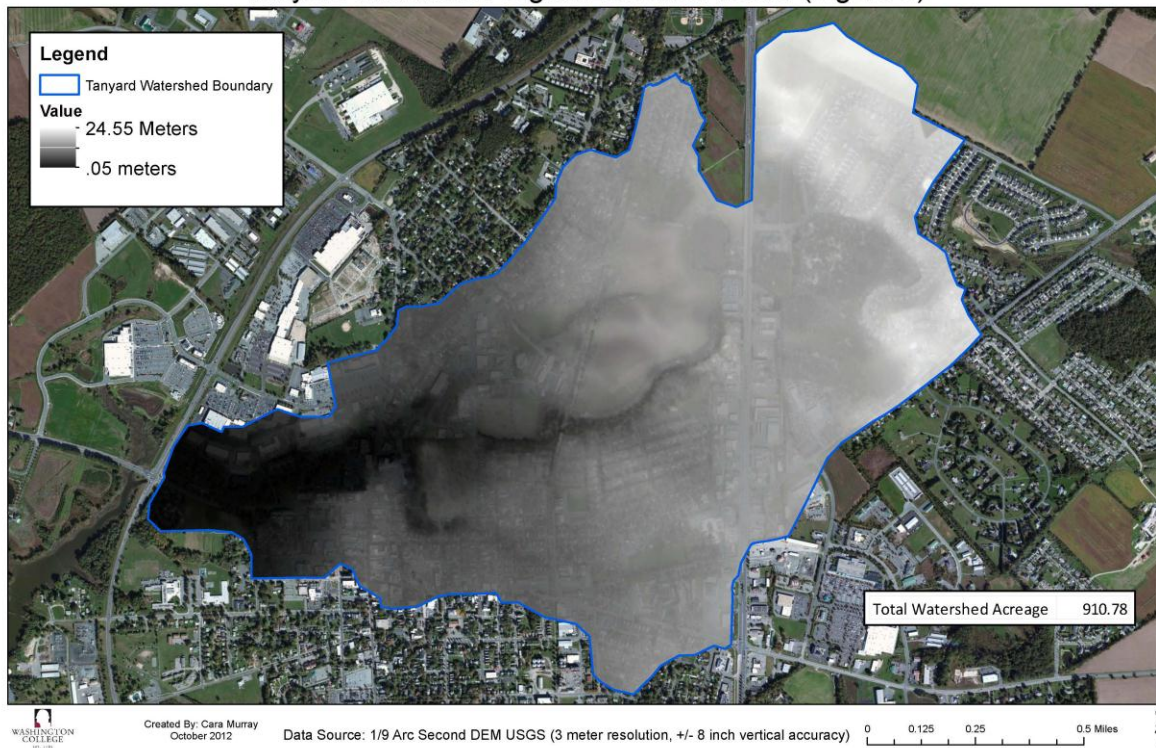 Legend
Tanyard Watershed Boundary
Value
24.55 Meters
.05 meters
Total Watershed Acreage 910.78
WASHINGTON
COLLEGE
Created By: Cara Murray
October 2012
Data Source: 1/9 Arc Second DEM USGS (3 meter resolution, +/- 8 inch vertical accuracy)
0 0.125 0.25 0.5 Miles